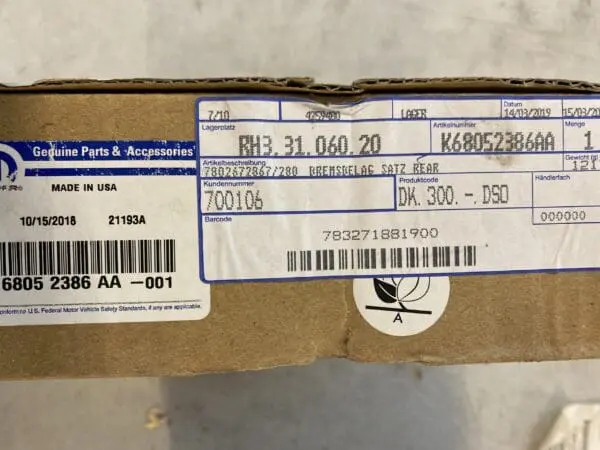 Genuine Parts & Accessories
MADE IN USA
10/15/2018 21193A
6805 2386 AA -001
conforms to U.S. Federal Motor Vehicle Safety Standards, if any are applicable.
7/10 4259480 LAGER Datum 14/03/2019
Lagerplatz RH3.31.060.20
Artikelnummer K68052386AA
Menge 1
Artikelbeschreibung
7802672867/280 BREMSBELAG SATZ REAR
Gewicht
Kundennummer 700106
Produktcode DK.300.-.DSO
Händlerfach
000000
Barcode
783271881900
A